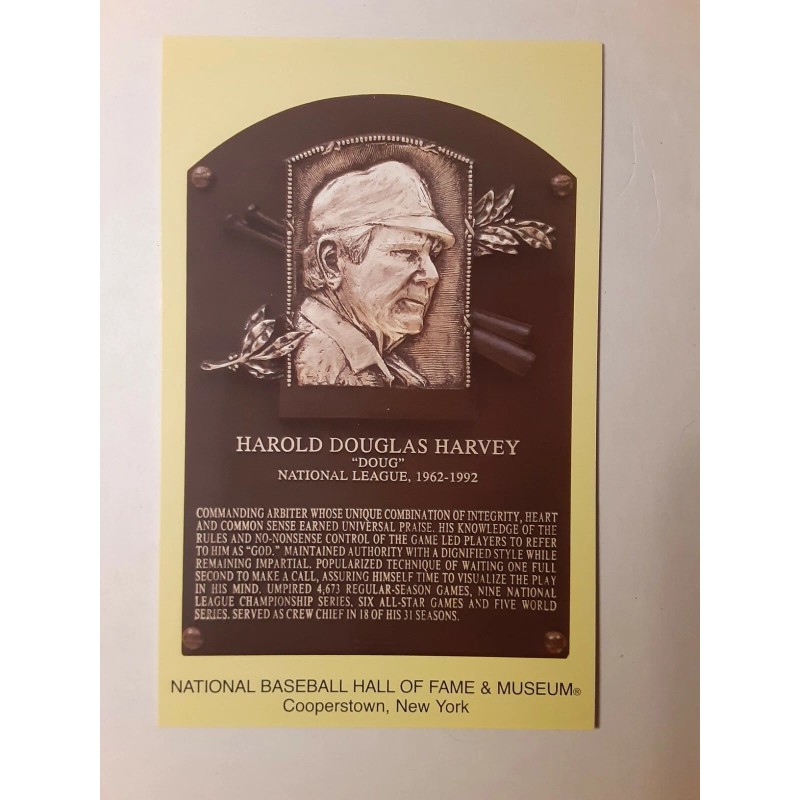 HAROLD DOUGLAS HARVEY
“DOUG”
NATIONAL LEAGUE, 1962-1992
COMMANDING ARBITER WHOSE UNIQUE COMBINATION OF INTEGRITY, HEART
AND COMMON SENSE EARNED UNIVERSAL PRAISE. HIS KNOWLEDGE OF THE
RULES AND NO-NONSENSE CONTROL OF THE GAME LED PLAYERS TO REFER
TO HIM AS “GOD.” MAINTAINED AUTHORITY WITH A DIGNIFIED STYLE WHILE
REMAINING IMPARTIAL. POPULARIZED TECHNIQUE OF WAITING ONE FULL
SECOND TO MAKE A CALL, ASSURING HIMSELF TIME TO VISUALIZE THE PLAY
IN HIS MIND. UMPIRED 4,673 REGULAR-SEASON GAMES, NINE NATIONAL
LEAGUE CHAMPIONSHIP SERIES, SIX ALL-STAR GAMES AND FIVE WORLD
SERIES. SERVED AS CREW CHIEF IN 18 OF HIS 31 SEASONS.
NATIONAL BASEBALL HALL OF FAME & MUSEUM®
Cooperstown, New York